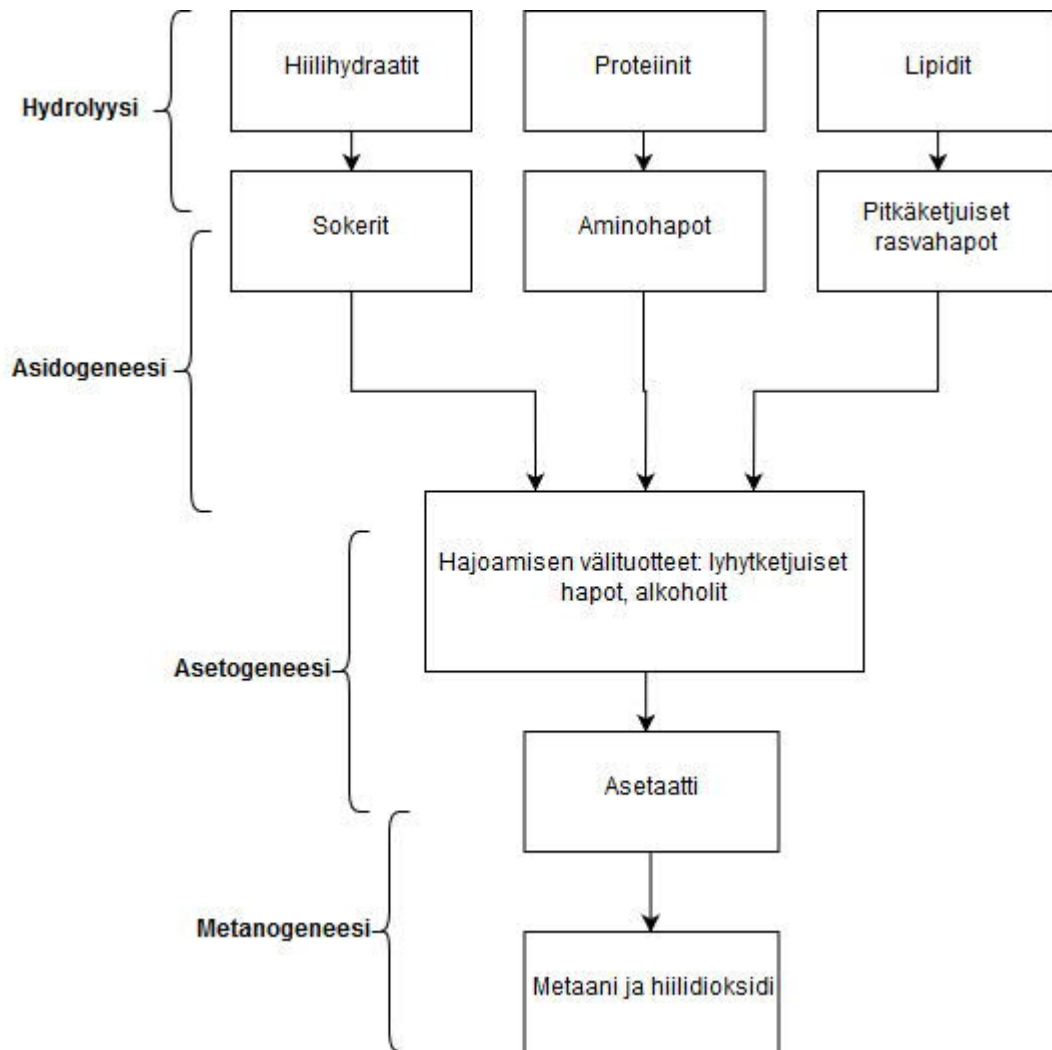 Hiilihydraatit
Proteiinit
Lipidit
Hydrolyysi
Sokerit
Aminohapot
Pitkäketjuiset
rasvahapot
Asidogeneesi
Hajoamisen välituotteet: lyhytketjuiset
hapot, alkoholit
Asetogeneesi
Asetaatti
Metanogeneesi
Metaani ja hiilidioksidi